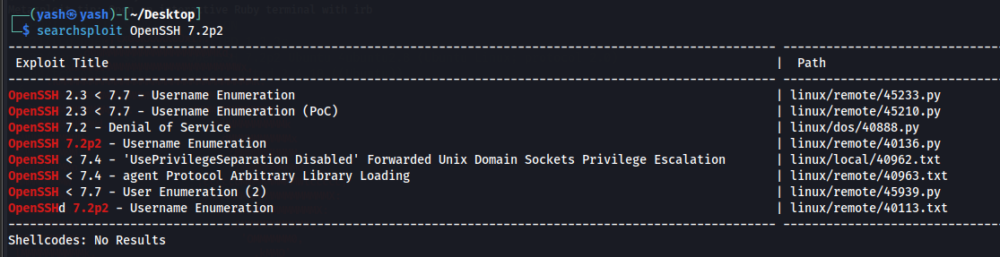 Ruby terminal with irb
┌──(yash㉿yash)-[~/Desktop]
└─$ searchsploit OpenSSH 7.2p2
Exploit Title | Path
OpenSSH 2.3 < 7.7 - Username Enumeration | linux/remote/45233.py
OpenSSH 2.3 < 7.7 - Username Enumeration (PoC) | linux/remote/45210.py
OpenSSH 7.2 - Denial of Service | linux/dos/40888.py
OpenSSH 7.2p2 - Username Enumeration | linux/remote/40136.py
OpenSSH < 7.4 - 'UsePrivilegeSeparation Disabled' Forwarded Unix Domain Sockets Privilege Escalation | linux/local/40962.txt
OpenSSH < 7.4 - agent Protocol Arbitrary Library Loading | linux/remote/40963.txt
OpenSSH < 7.7 - User Enumeration (2) | linux/remote/45939.py
OpenSSHd 7.2p2 - Username Enumeration | linux/remote/40113.txt
Shellcodes: No Results